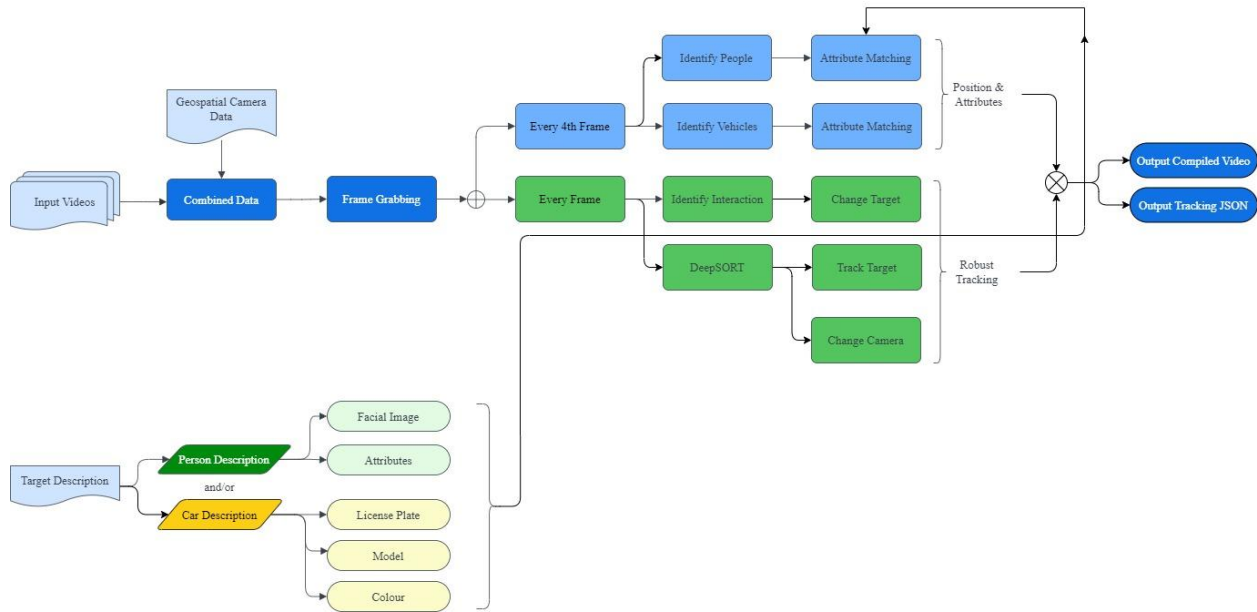 Geospatial Camera
Data
Input Videos
Combined Data
Frame Grabbing
Every 4th Frame
Identify People
Attribute Matching
Identify Vehicles
Attribute Matching
Position &
Attributes
Every Frame
Identify Interaction
Change Target
DeepSORT
Track Target
Change Camera
Robust
Tracking
Output Compiled Video
Output Tracking JSON
Target Description
Person Description
and/or
Car Description
Facial Image
Attributes
License Plate
Model
Colour